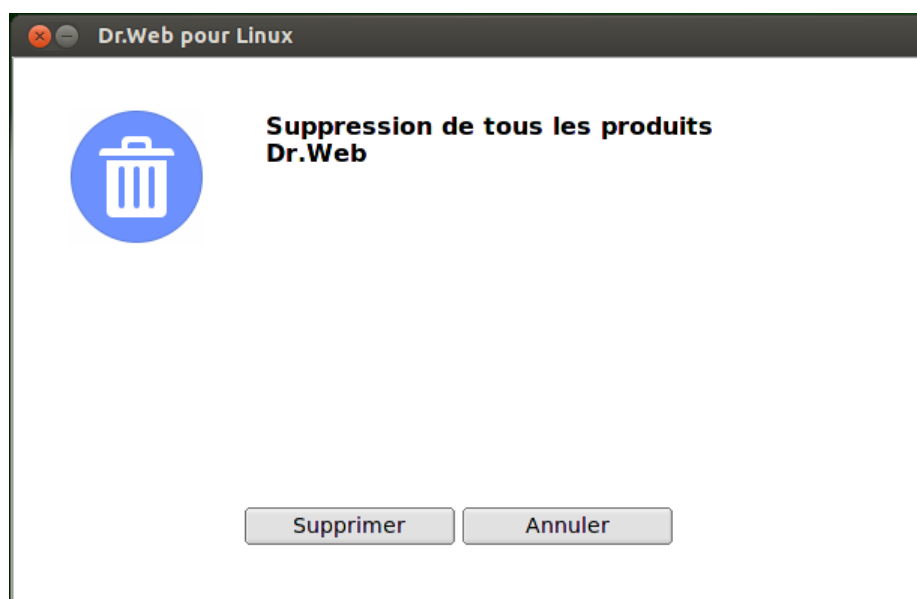 Dr.Web pour Linux
Suppression de tous les produits
Dr.Web
Supprimer
Annuler